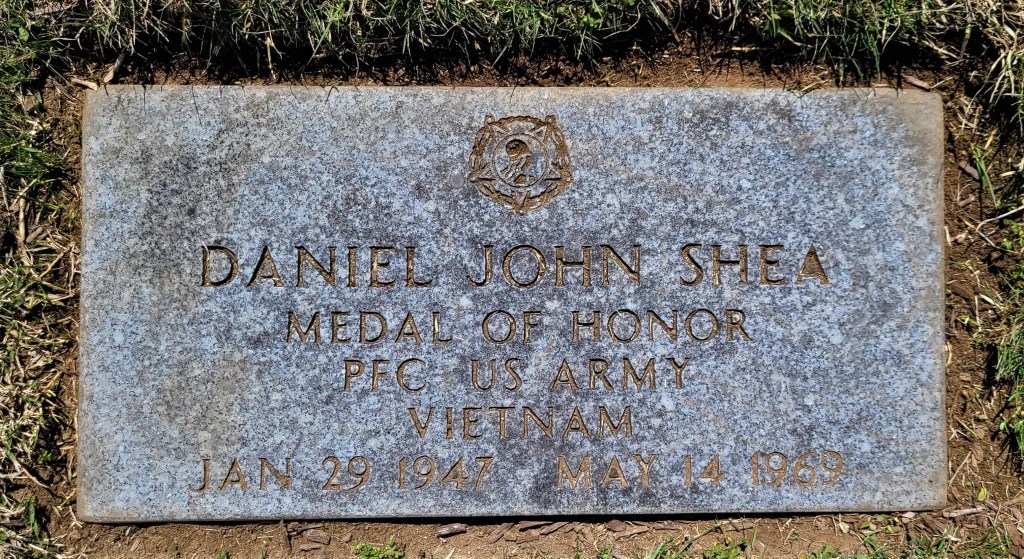 DANIEL JOHN SHEA
MEDAL OF HONOR
PFC US ARMY
VIETNAM
JAN 29 1947 MAY 14 1969